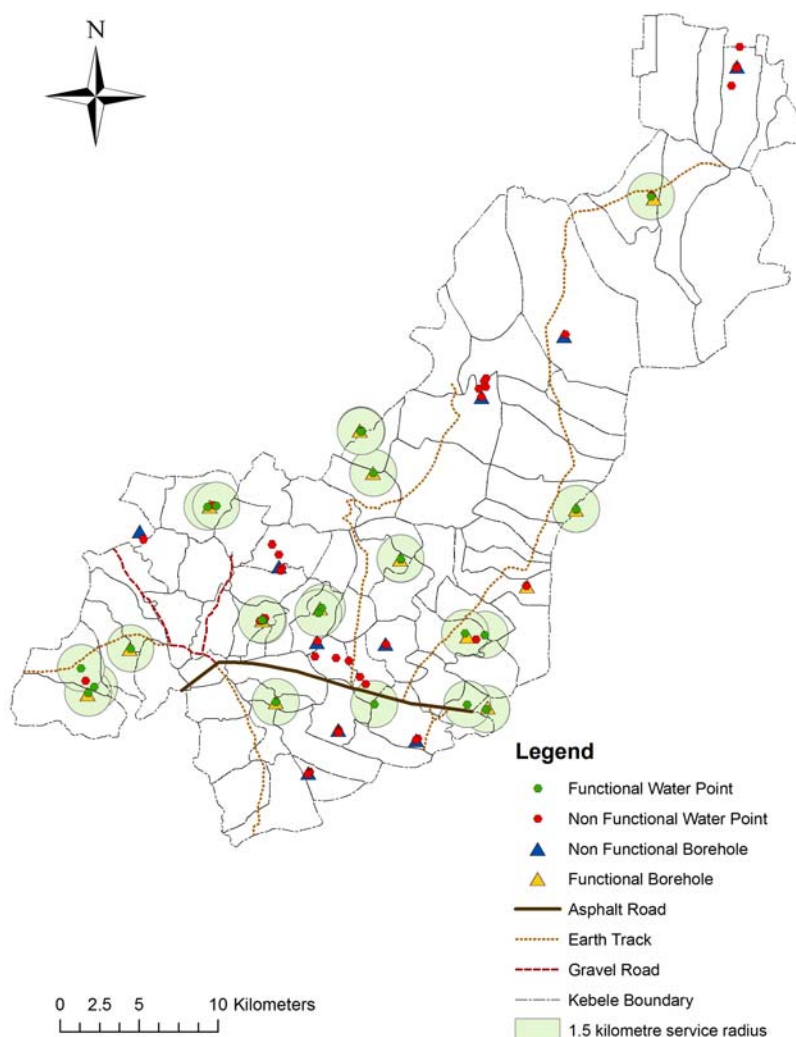 N
Legend
Functional Water Point
Non Functional Water Point
Non Functional Borehole
Functional Borehole
Asphalt Road
Earth Track
Gravel Road
Kebele Boundary
1.5 kilometre service radius
0 2.5 5 10 Kilometers